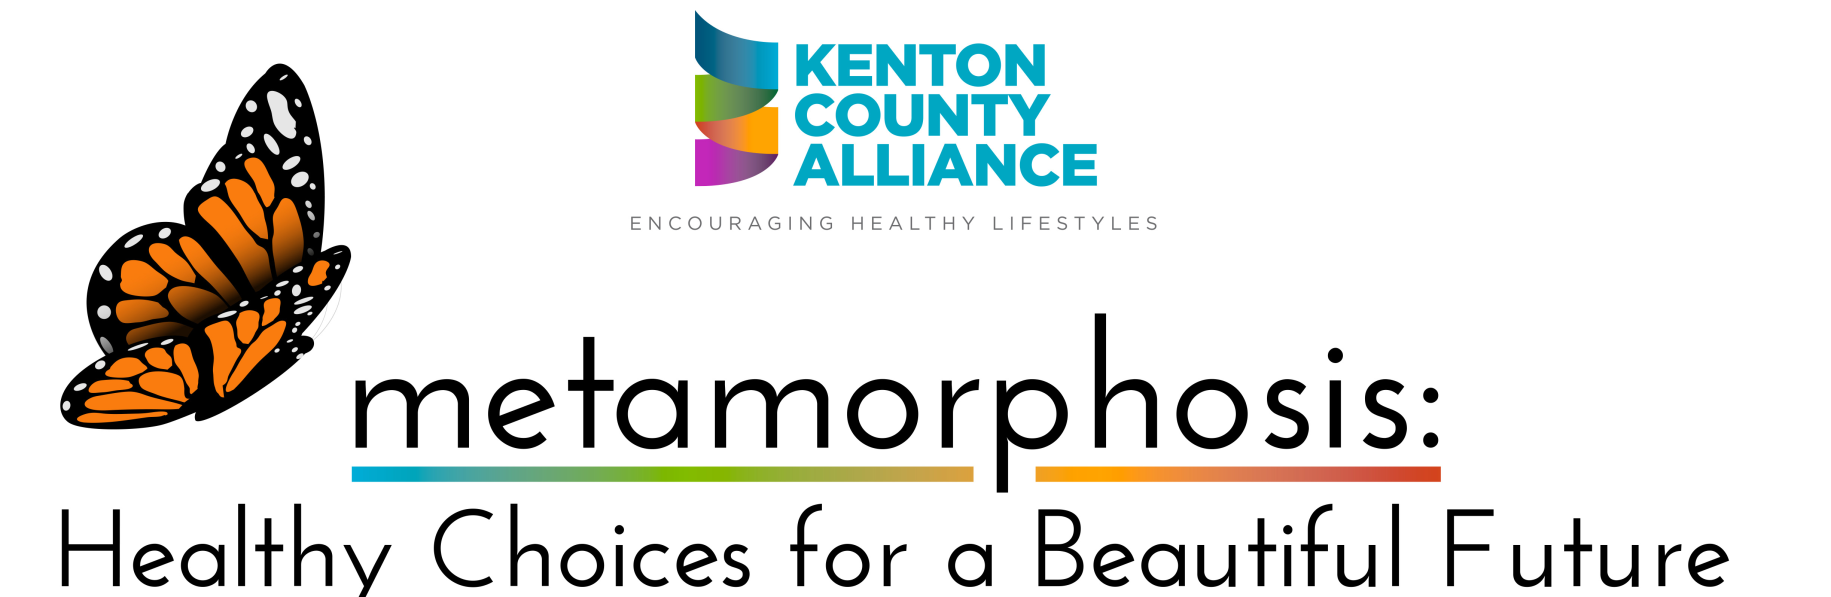 KENTON
COUNTY
ALLIANCE
ENCOURAGING HEALTHY LIFESTYLES
metamorphosis:
Healthy Choices for a Beautiful Future